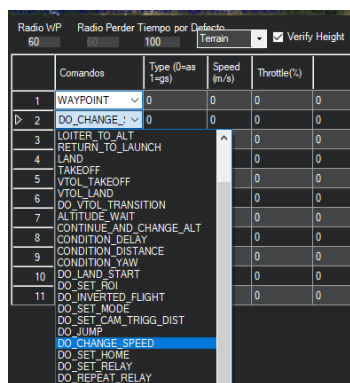 Radio WP Radio Perder Tiempo por Defecto
60 60 100 Terrain Verify Height
Comandos Type (0=as 1=gs) Speed (m/s) Throttle(%)
1 WAYPOINT 0 0 0 0
2 DO_CHANGE_S 0 0 0 0
3 LOITER_TO_ALT 0 0
RETURN_TO_LAUNCH
4 LAND 0 0
TAKEOFF
5 VTOL_TAKEOFF 0 0
VTOL_LAND
6 DO_VTOL_TRANSITION 0 0
7 ALTITUDE_WAIT 0 0
CONTINUE_AND_CHANGE_ALT
8 CONDITION_DELAY 0 0
9 CONDITION_DISTANCE 0 0
CONDITION_YAW
10 DO_LAND_START 0 0
DO_SET_ROI
11 DO_INVERTED_FLIGHT 0 0
DO_SET_MODE
DO_SET_CAM_TRIGG_DIST
DO_JUMP
DO_CHANGE_SPEED
DO_SET_HOME
DO_SET_RELAY
DO_REPEAT_RELAY